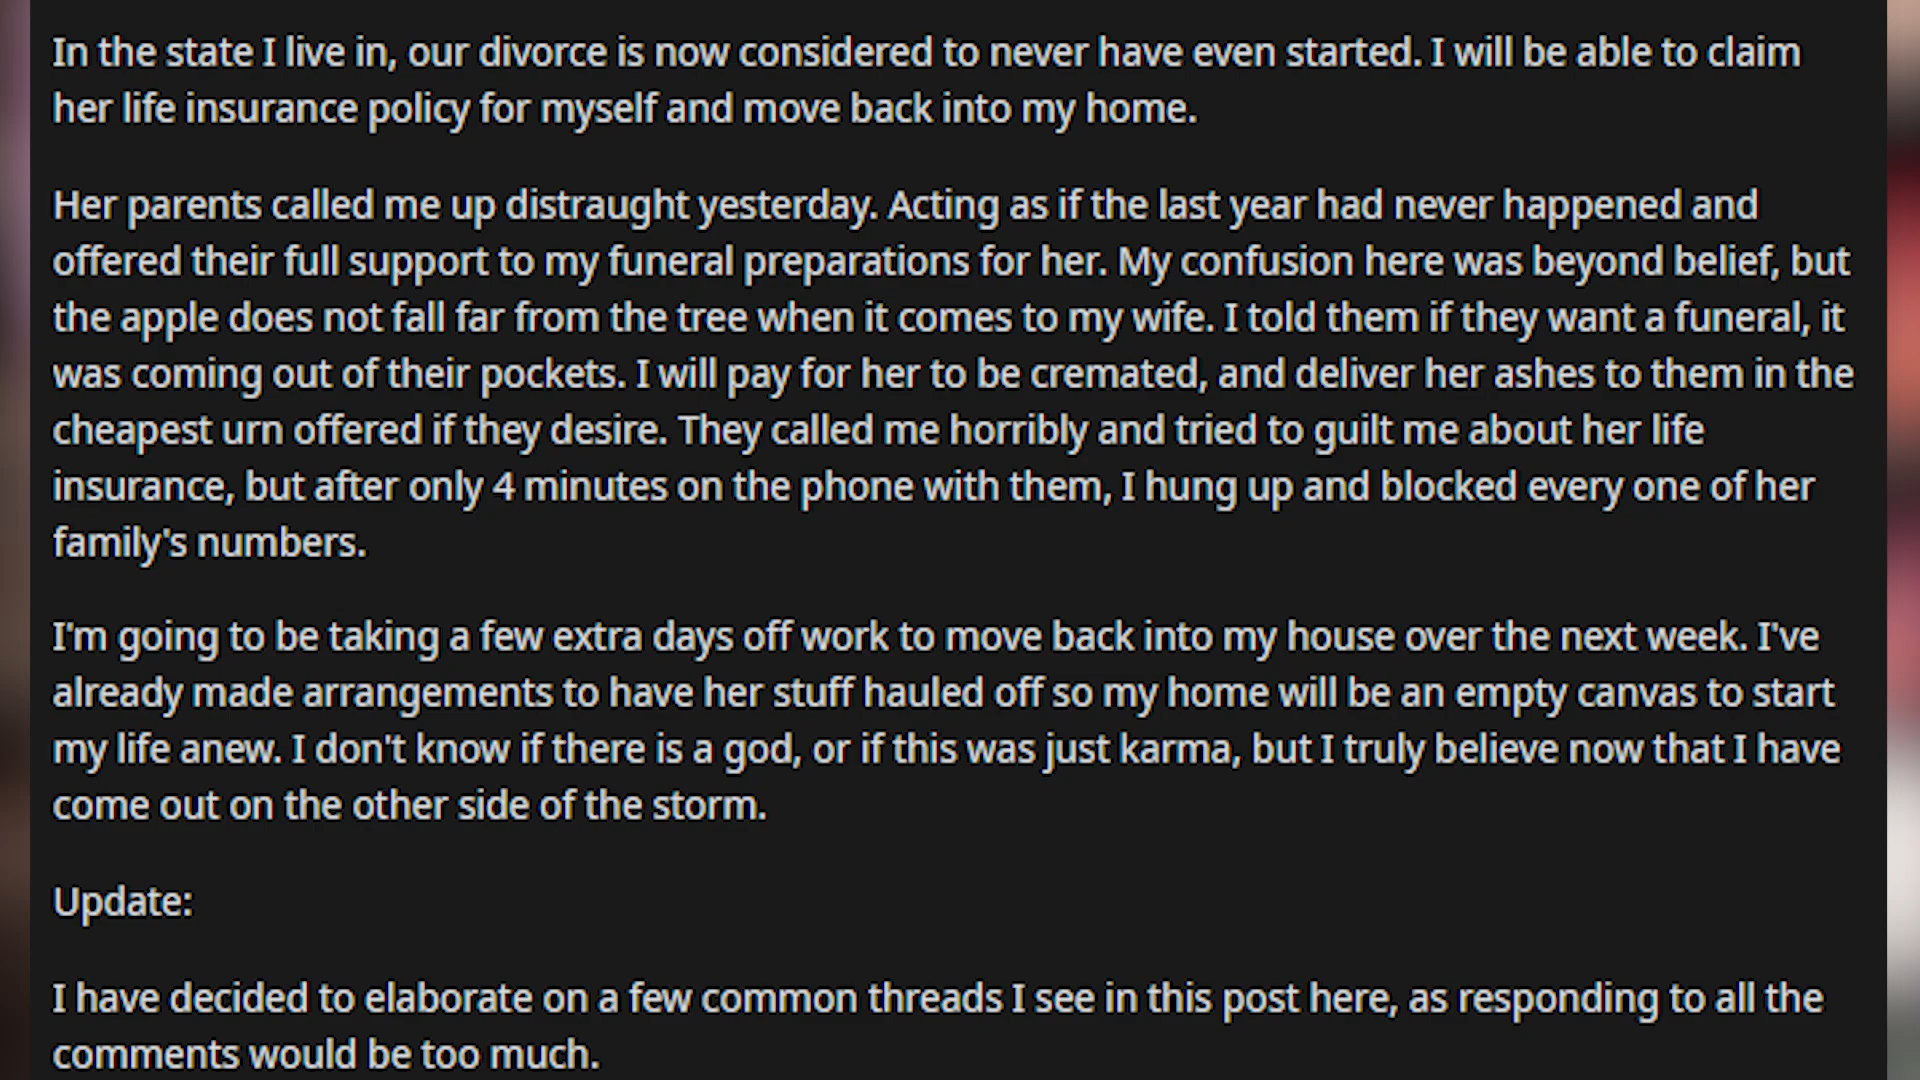 In the state I live in, our divorce is now considered to never have even started. I will be able to claim
her life insurance policy for myself and move back into my home.
Her parents called me up distraught yesterday. Acting as if the last year had never happened and
offered their full support to my funeral preparations for her. My confusion here was beyond belief, but
the apple does not fall far from the tree when it comes to my wife. I told them if they want a funeral, it
was coming out of their pockets. I will pay for her to be cremated, and deliver her ashes to them in the
cheapest urn offered if they desire. They called me horribly and tried to guilt me about her life
insurance, but after only 4 minutes on the phone with them, I hung up and blocked every one of her
family's numbers.
I'm going to be taking a few extra days off work to move back into my house over the next week. I've
already made arrangements to have her stuff hauled off so my home will be an empty canvas to start
my life anew. I don't know if there is a god, or if this was just karma, but I truly believe now that I have
come out on the other side of the storm.
Update:
I have decided to elaborate on a few common threads I see in this post here, as responding to all the
comments would be too much.